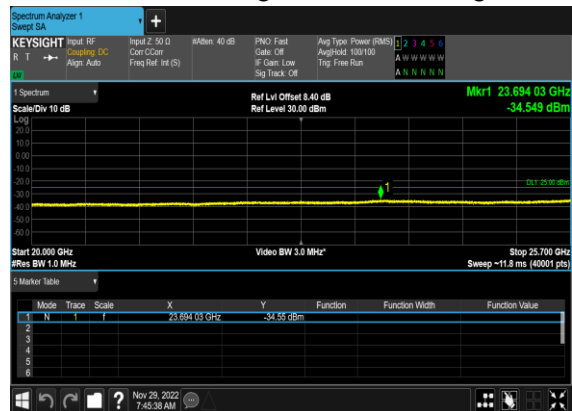 Spectrum Analyzer 1
Swept SA
+
KEYSIGHT Input: RF Input Z: 50 Ω #Atten: 40 dB PNO: Fast Avg Type: Power (RMS) 1 2 3 4 5 6
R T Coupling: DC Corr CCorr Gate: Off Avg|Hold: 100/100 A W W W W W
Align: Auto Freq Ref: Int (S) IF Gain: Low Trig: Free Run
Sig Track: Off A N N N N N
LXI
1 Spectrum Ref Lvl Offset 8.40 dB Mkr1 23.694 03 GHz
Scale/Div 10 dB Ref Level 30.00 dBm -34.549 dBm
Log
20.0
10.0
0.00
-10.0
-20.0
DL1 -25.00 dBm
1
-30.0
-40.0
-50.0
-60.0
Start 20.000 GHz Video BW 3.0 MHz* Stop 25.700 GHz
#Res BW 1.0 MHz Sweep ~11.8 ms (40001 pts)
5 Marker Table
Mode Trace Scale X Y Function Function Width Function Value
1 N 1 f 23.694 03 GHz -34.55 dBm
2
3
4
5
6
? Nov 29, 2022
7:45:38 AM